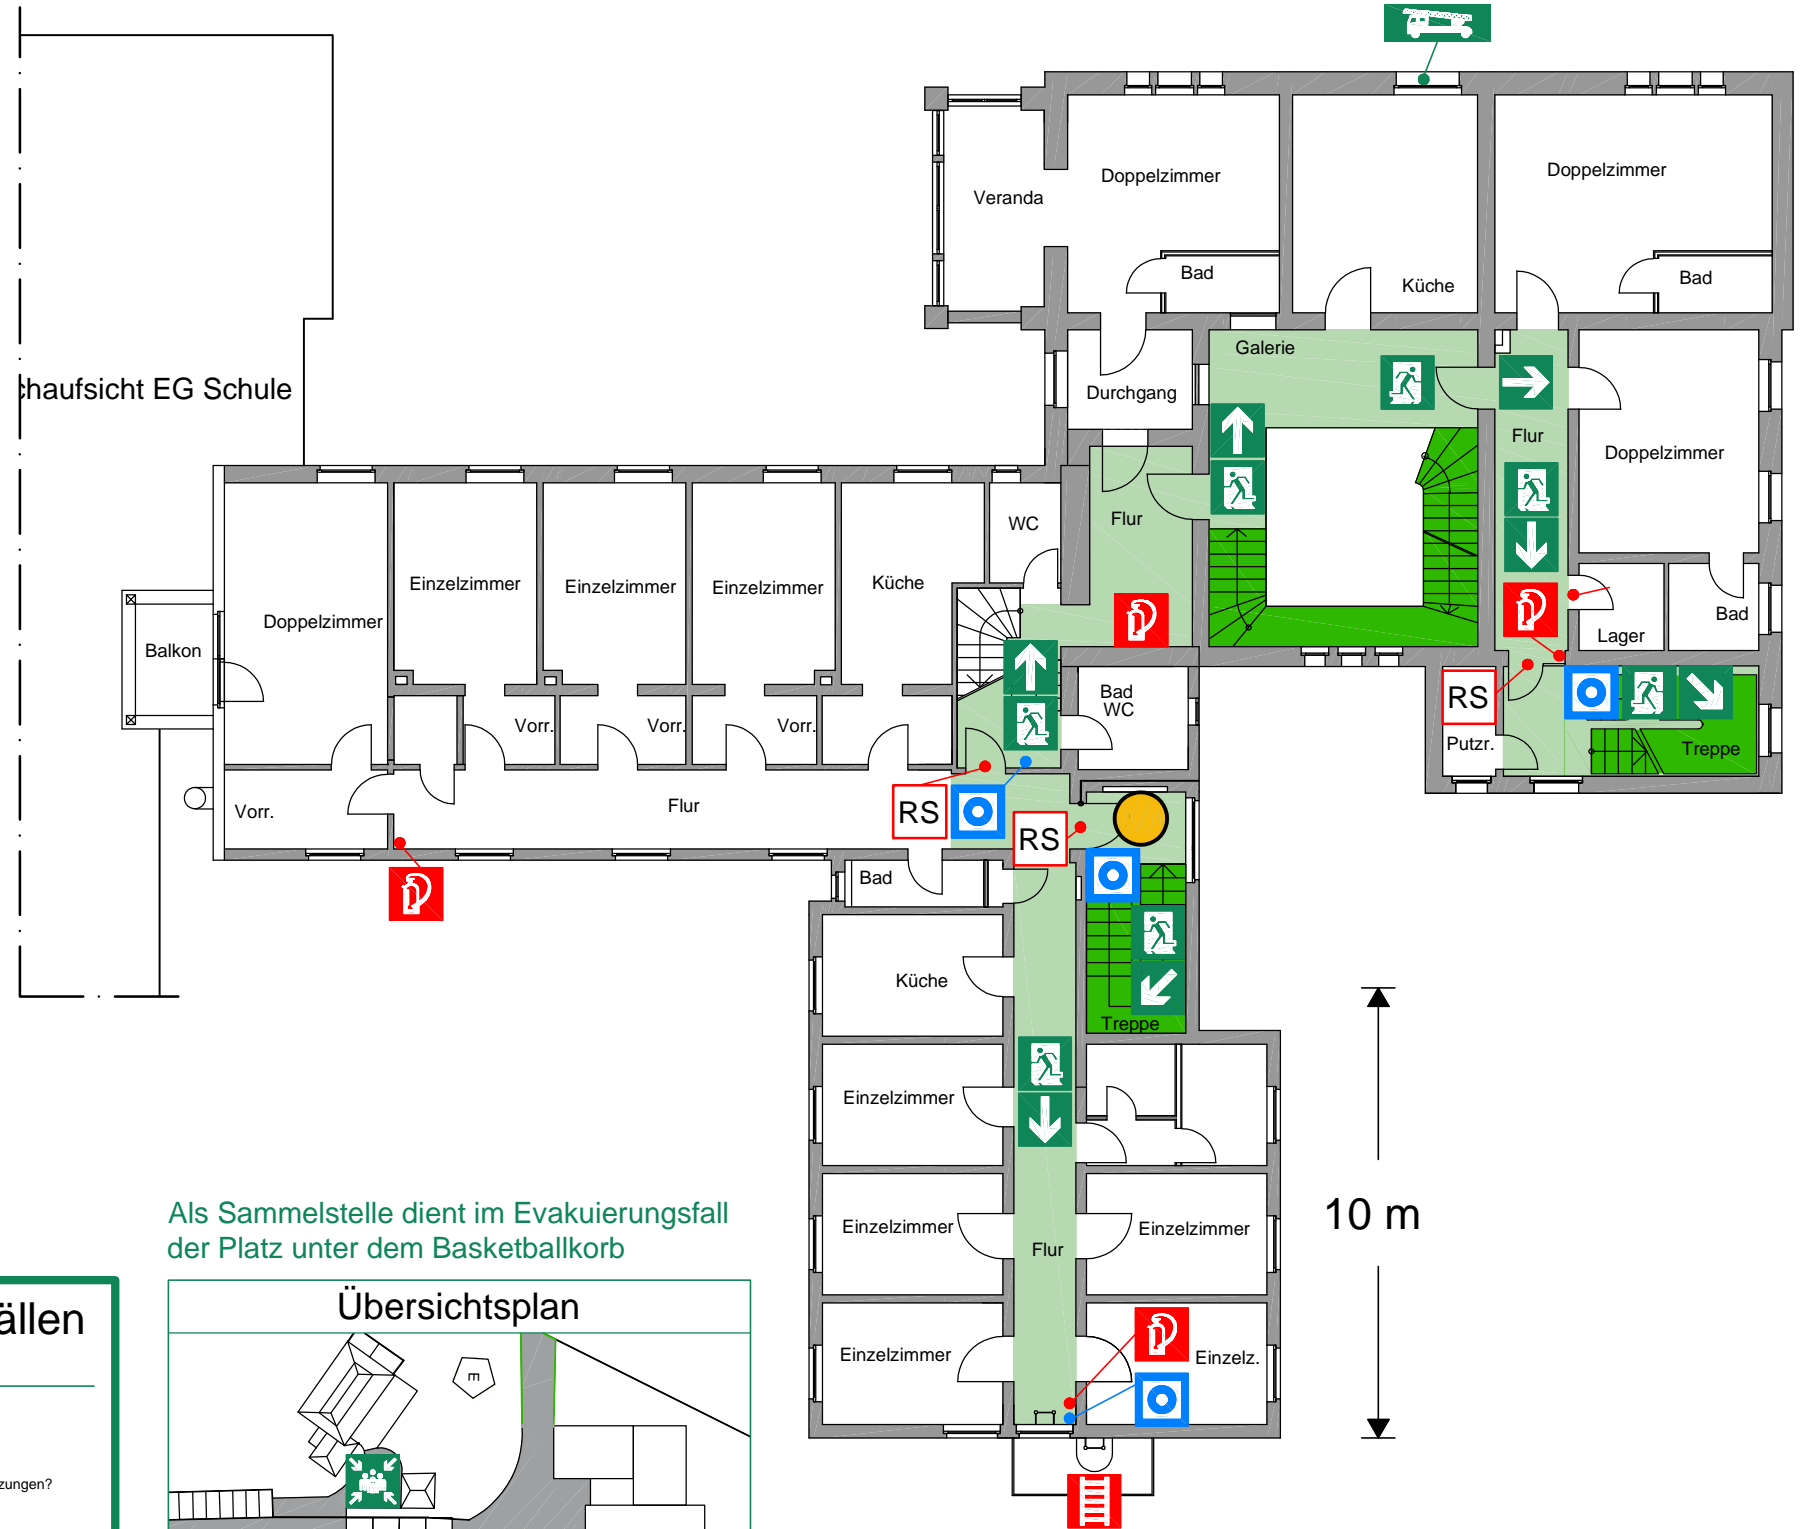 Doppelzimmer
Doppelzimmer
Veranda
Bad
Küche
Bad
Galerie
chaufsicht EG Schule
Durchgang
Flur
Doppelzimmer
WC
Flur
Einzelzimmer
Einzelzimmer
Einzelzimmer
Küche
Doppelzimmer
Bad
Lager
Balkon
Bad
WC
RS
Vorr.
Vorr.
Vorr.
Putzr.
Treppe
Vorr.
Flur
RS
RS
Bad
Küche
Treppe
Einzelzimmer
Als Sammelstelle dient im Evakuierungsfall
der Platz unter dem Basketballkorb
10 m
Einzelzimmer
Einzelzimmer
Flur
Übersichtsplan
ällen
Einzelzimmer
Einzelz.
E
zungen?